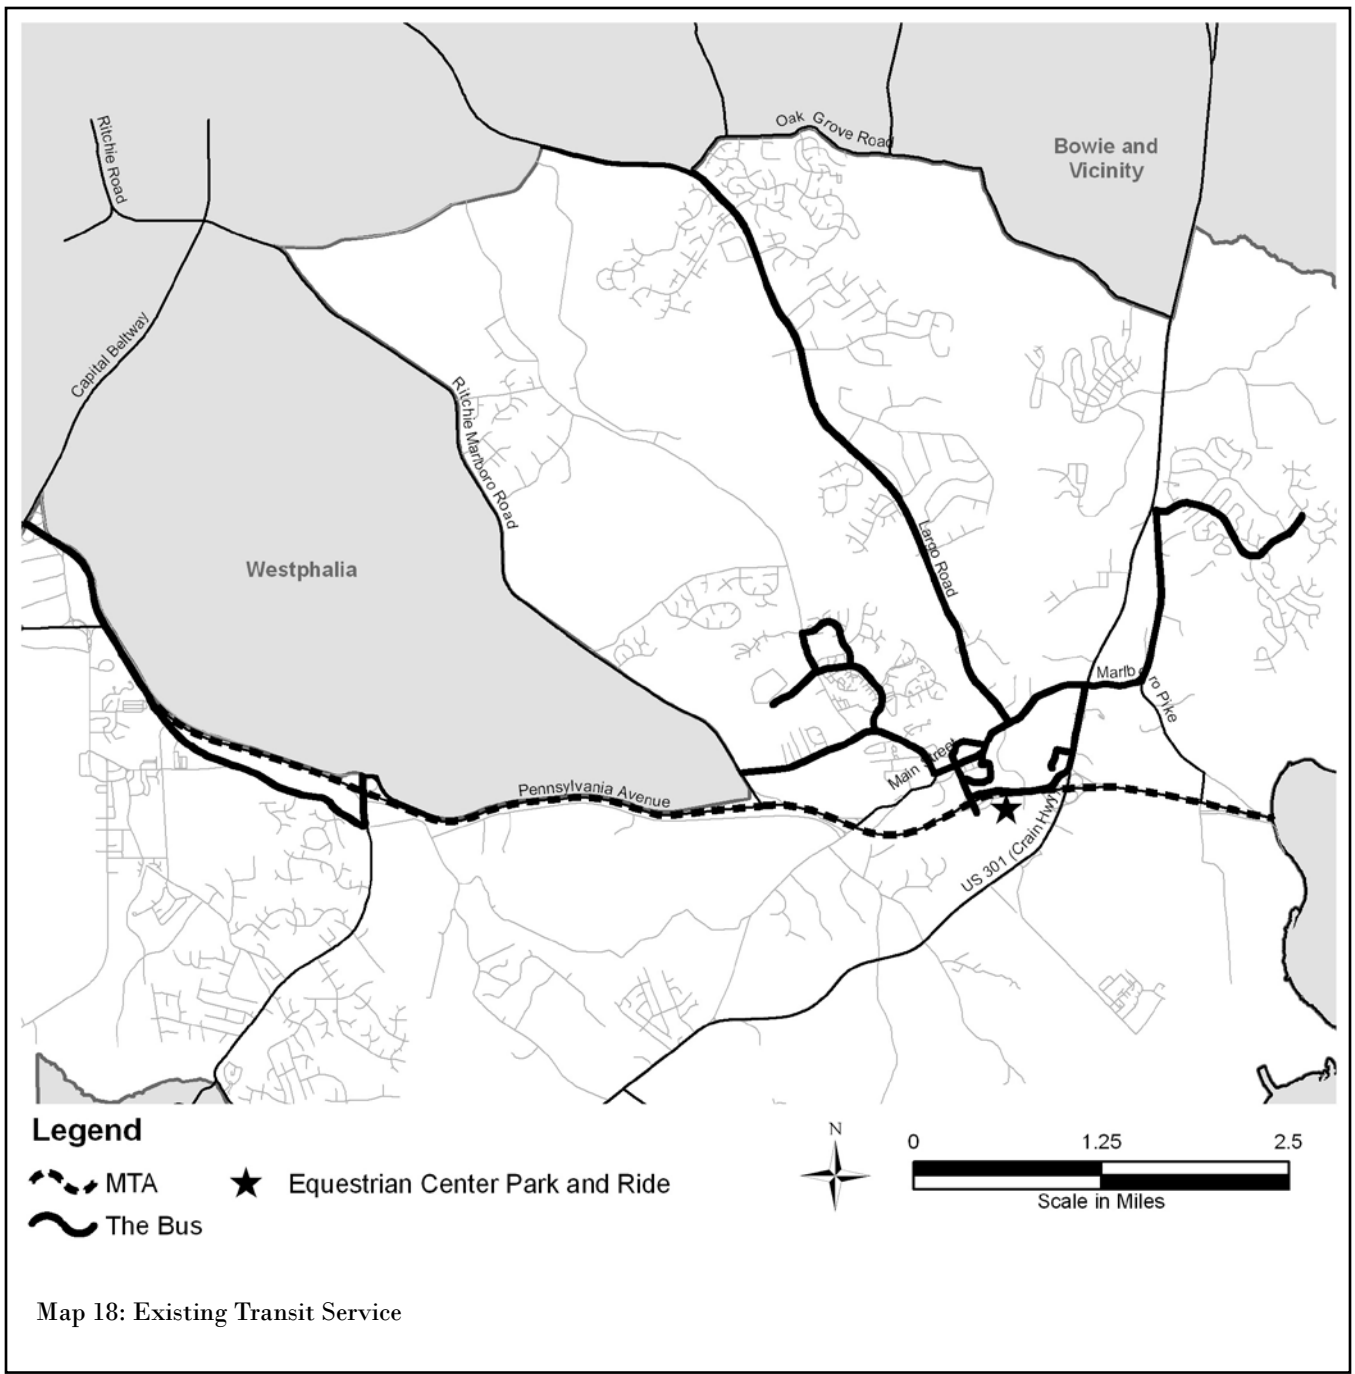 Ritchie Road
Oak Grove Road
Bowie and
Vicinity
Capital Beltway
Ritchie Marlboro Road
Largo Road
Westphalia
Marlboro Pike
Main Street
Pennsylvania Avenue
US 301 (Crain Hwy)
Legend
MTA
Equestrian Center Park and Ride
The Bus
N
0 1.25 2.5
Scale in Miles
Map 18: Existing Transit Service